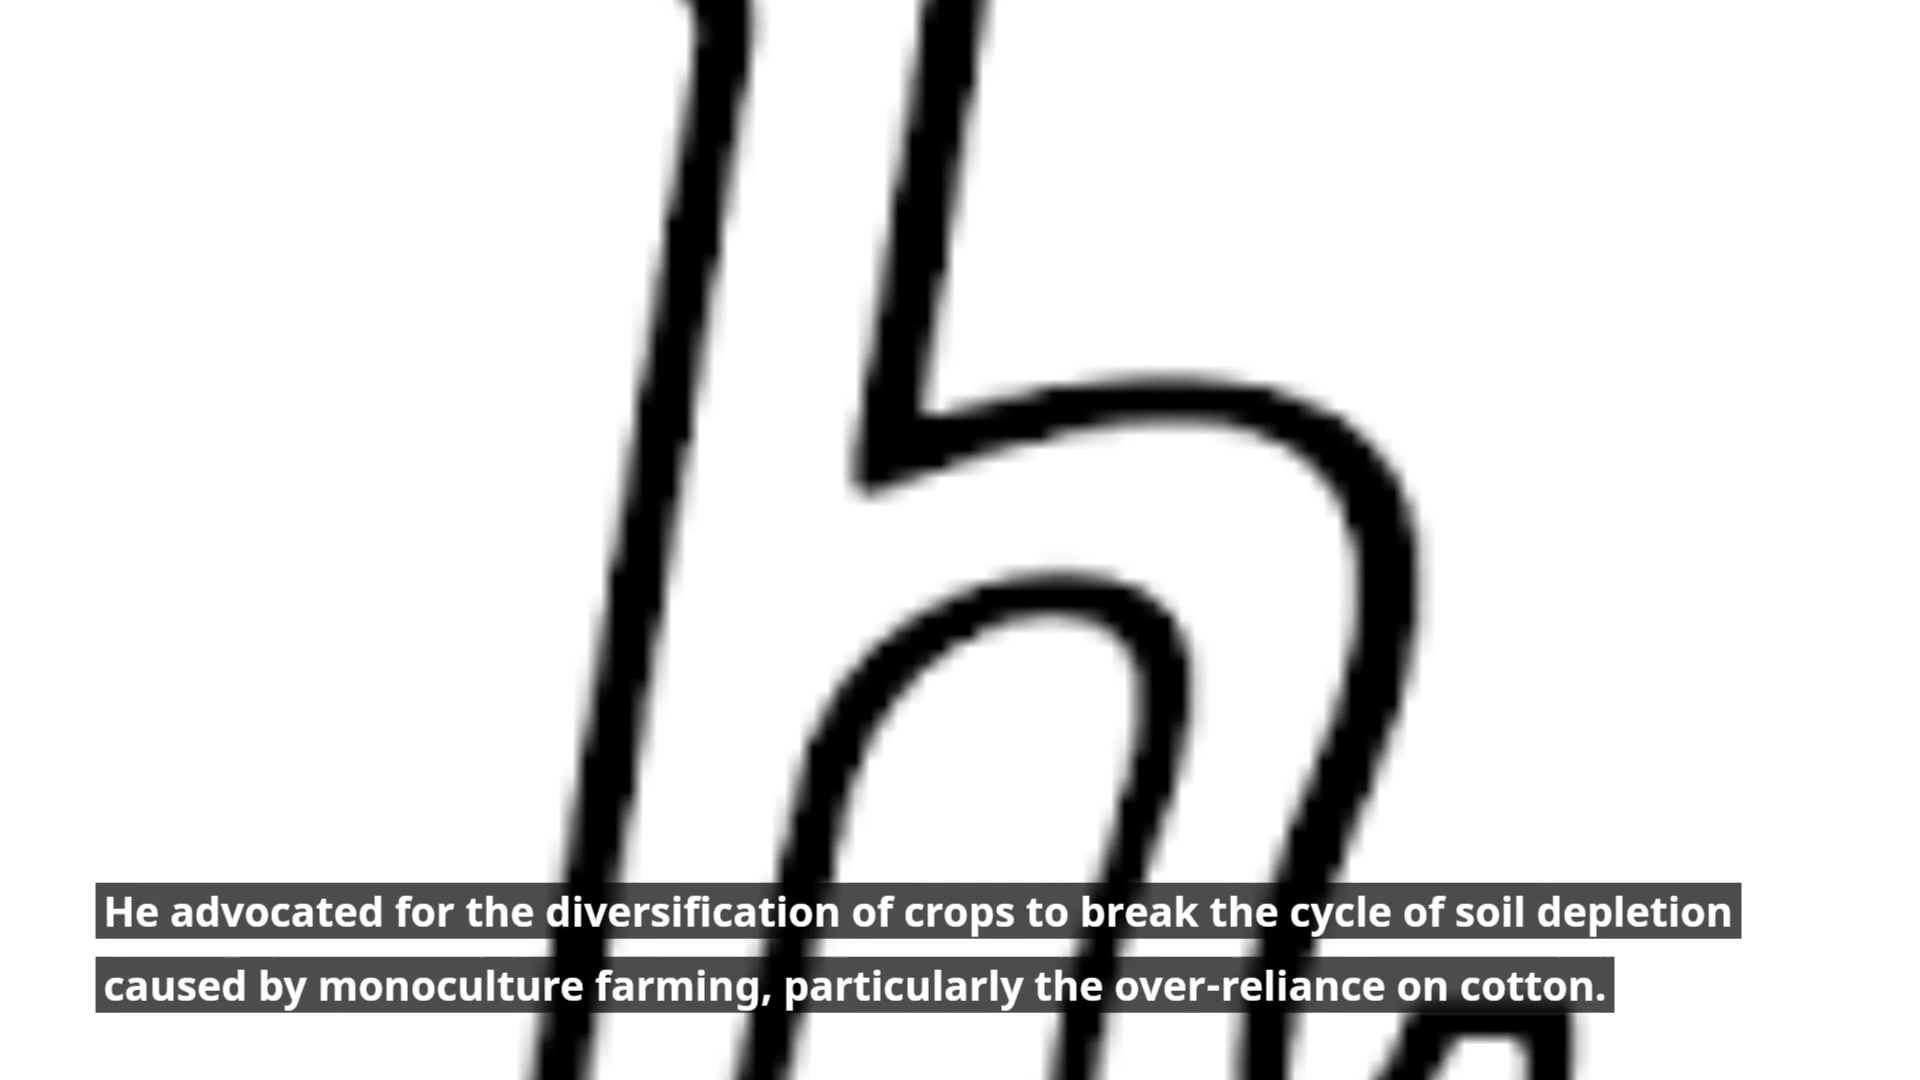 h
He advocated for the diversification of crops to break the cycle of soil depletion
caused by monoculture farming, particularly the over-reliance on cotton.